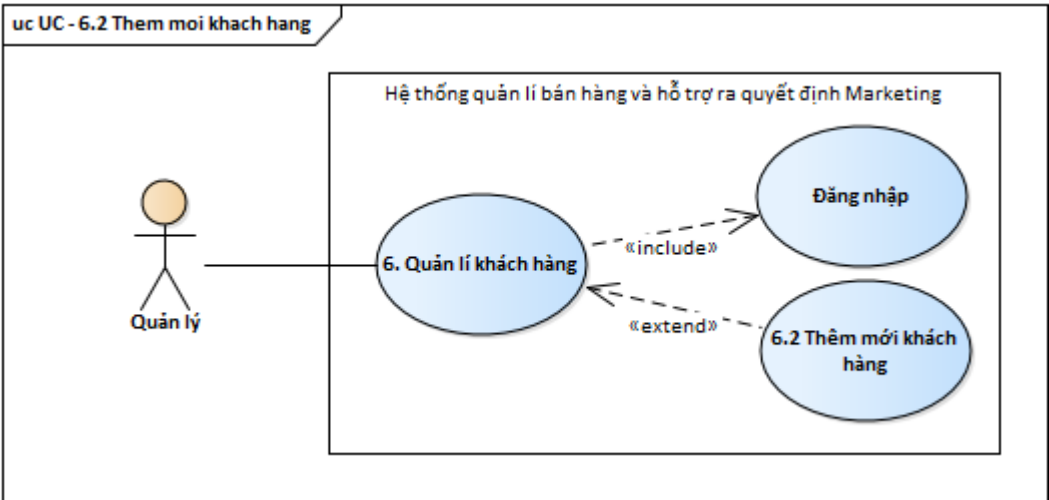 uc UC - 6.2 Them moi khach hang
Hệ thống quản lí bán hàng và hỗ trợ ra quyết định Marketing
Đăng nhập
«include»
6. Quản lí khách hàng
Quản lý
«extend»
6.2 Thêm mới khách
hàng